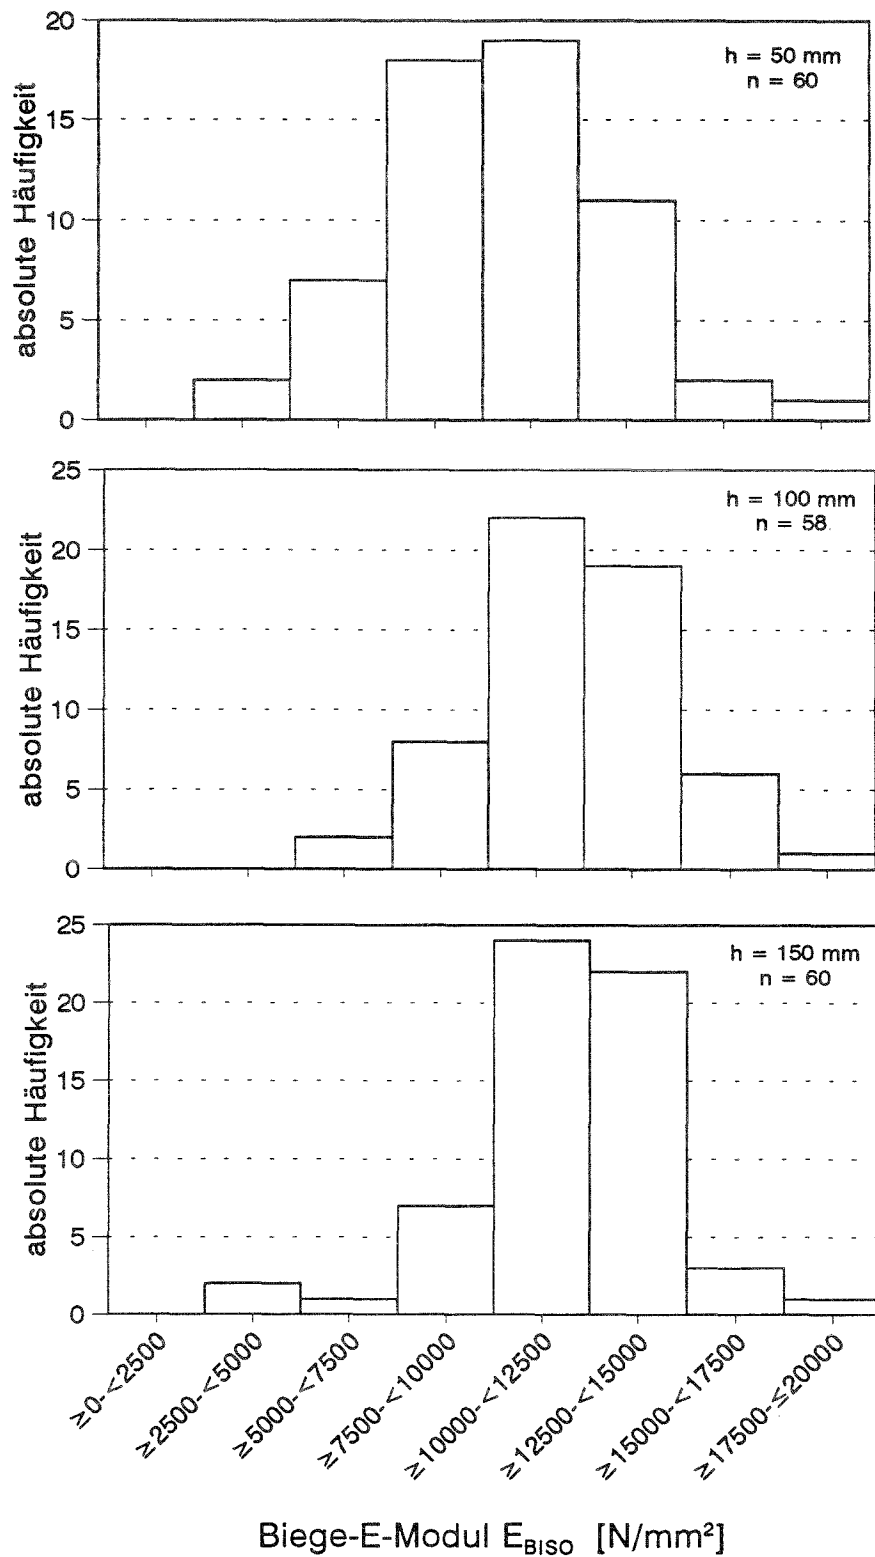 20
15
10
5
0
absolute Häufigkeit
h = 50 mm
n = 60
25
20
15
10
5
0
absolute Häufigkeit
h = 100 mm
n = 58
25
20
15
10
5
0
absolute Häufigkeit
h = 150 mm
n = 60
≥0-<2500
≥2500-<5000
≥5000-<7500
≥7500-<10000
≥10000-<12500
≥12500-<15000
≥15000-<17500
≥17500-≤20000
Biege-E-Modul E_BISO [N/mm²]